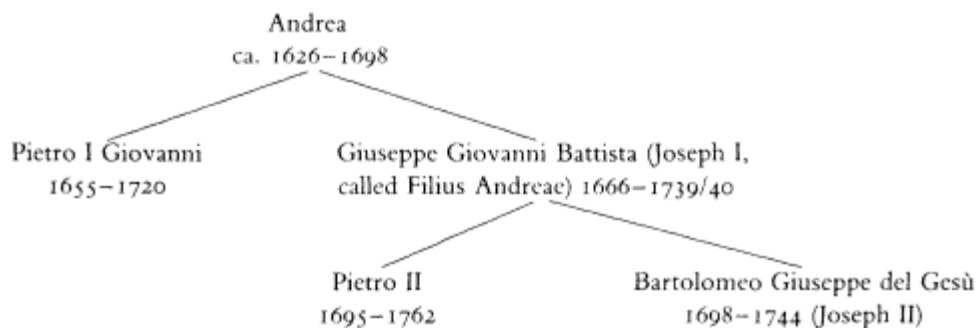 Andrea
ca. 1626–1698
Pietro I Giovanni
1655–1720
Giuseppe Giovanni Battista (Joseph I,
called Filius Andreae) 1666–1739/40
Pietro II
1695–1762
Bartolomeo Giuseppe del Gesù
1698–1744 (Joseph II)